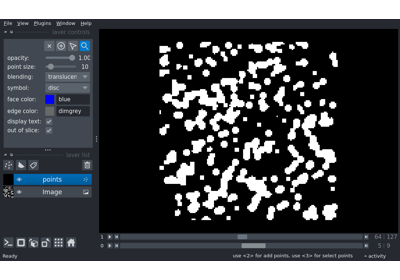 File View Plugins Window Help
layer controls
opacity: 1.00
point size: 10
blending: translucen
symbol: disc
face color: blue
edge color: dimgrey
display text:
out of slice:
layer list
points
Image
1 64 127
0 5 9
Ready use <2> for add points, use <3> for select points activity